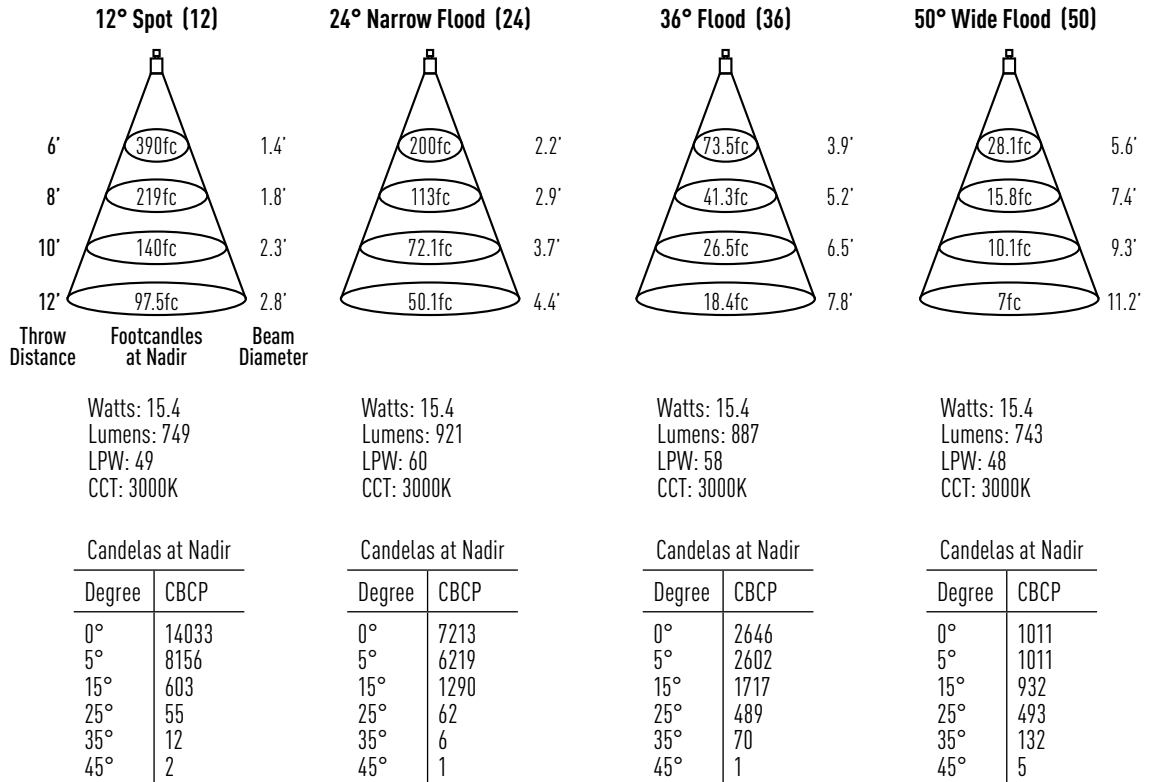 12° Spot (12)
24° Narrow Flood (24)
36° Flood (36)
50° Wide Flood (50)
6' 390fc 1.4' 200fc 2.2' 73.5fc 3.9' 28.1fc 5.6'
8' 219fc 1.8' 113fc 2.9' 41.3fc 5.2' 15.8fc 7.4'
10' 140fc 2.3' 72.1fc 3.7' 26.5fc 6.5' 10.1fc 9.3'
12' 97.5fc 2.8' 50.1fc 4.4' 18.4fc 7.8' 7fc 11.2'
Throw
Distance
Footcandles
at Nadir
Beam
Diameter
Watts: 15.4
Lumens: 749
LPW: 49
CCT: 3000K
Watts: 15.4
Lumens: 921
LPW: 60
CCT: 3000K
Watts: 15.4
Lumens: 887
LPW: 58
CCT: 3000K
Watts: 15.4
Lumens: 743
LPW: 48
CCT: 3000K
Candelas at Nadir
Degree CBCP
0° 14033
5° 8156
15° 603
25° 55
35° 12
45° 2
Candelas at Nadir
Degree CBCP
0° 7213
5° 6219
15° 1290
25° 62
35° 6
45° 1
Candelas at Nadir
Degree CBCP
0° 2646
5° 2602
15° 1717
25° 489
35° 70
45° 1
Candelas at Nadir
Degree CBCP
0° 1011
5° 1011
15° 932
25° 493
35° 132
45° 5